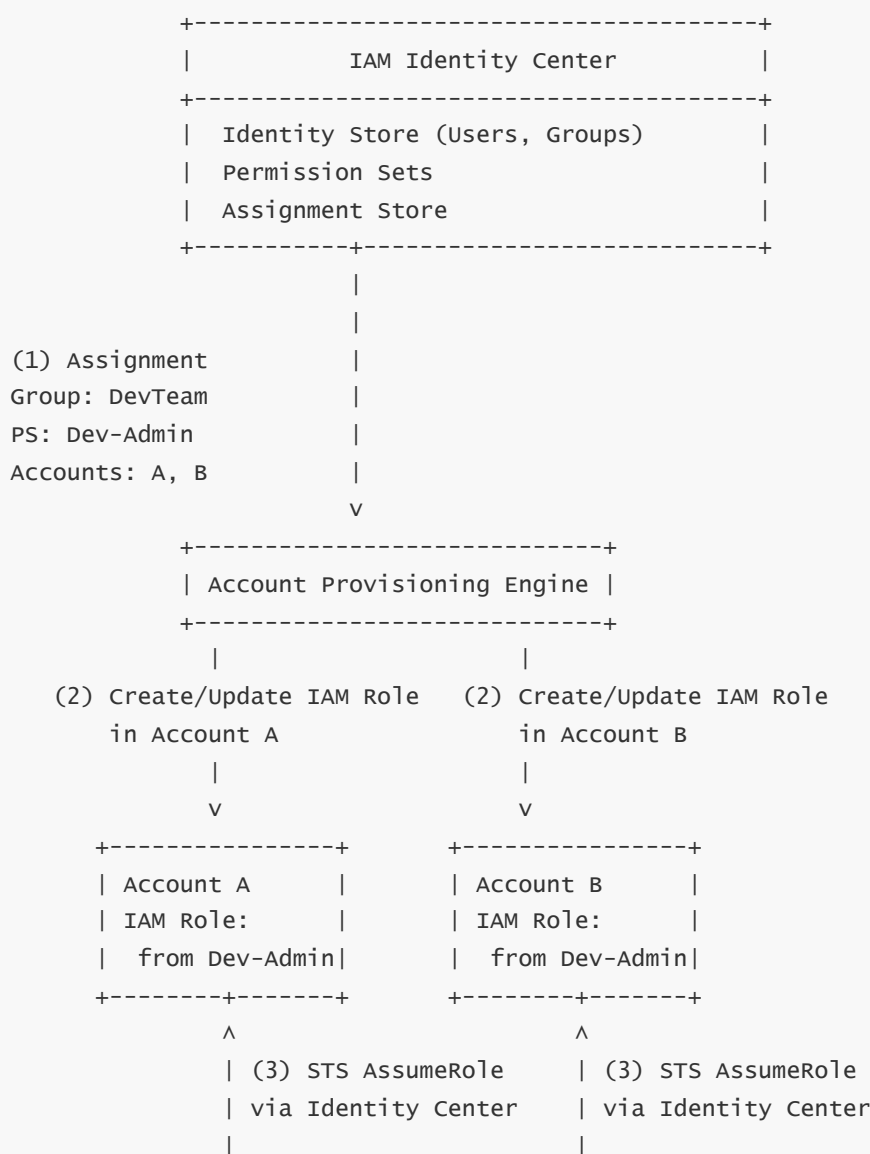 IAM Identity Center
Identity Store (Users, Groups)
Permission Sets
Assignment Store
(1) Assignment
Group: DevTeam
PS: Dev-Admin
Accounts: A, B
Account Provisioning Engine
(2) Create/Update IAM Role (2) Create/Update IAM Role
in Account A in Account B
Account A Account B
IAM Role: IAM Role:
from Dev-Admin from Dev-Admin
(3) STS AssumeRole (3) STS AssumeRole
via Identity Center via Identity Center